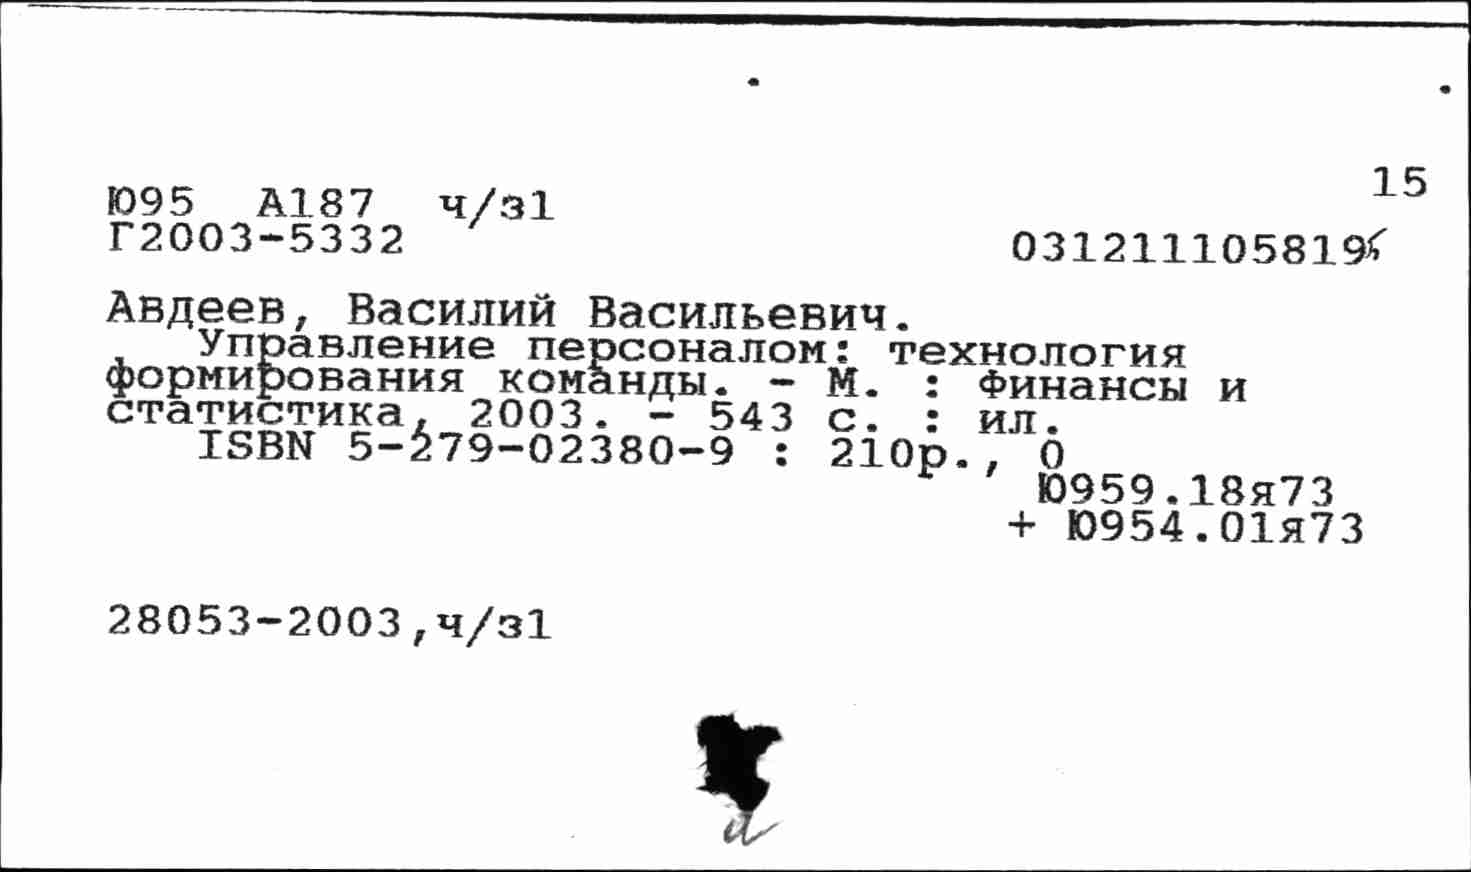 15
Ю95 А187 ч/з1
Г2003-5332
031211105819
Авдеев, Василий Васильевич.
Управление персоналом: технология
формирования команды. - М. : Финансы и
статистика, 2003. - 543 с. : ил.
ISBN 5-279-02380-9 : 210р., 0
Ю959.18я73
+ Ю954.01я73
28053-2003,ч/з1